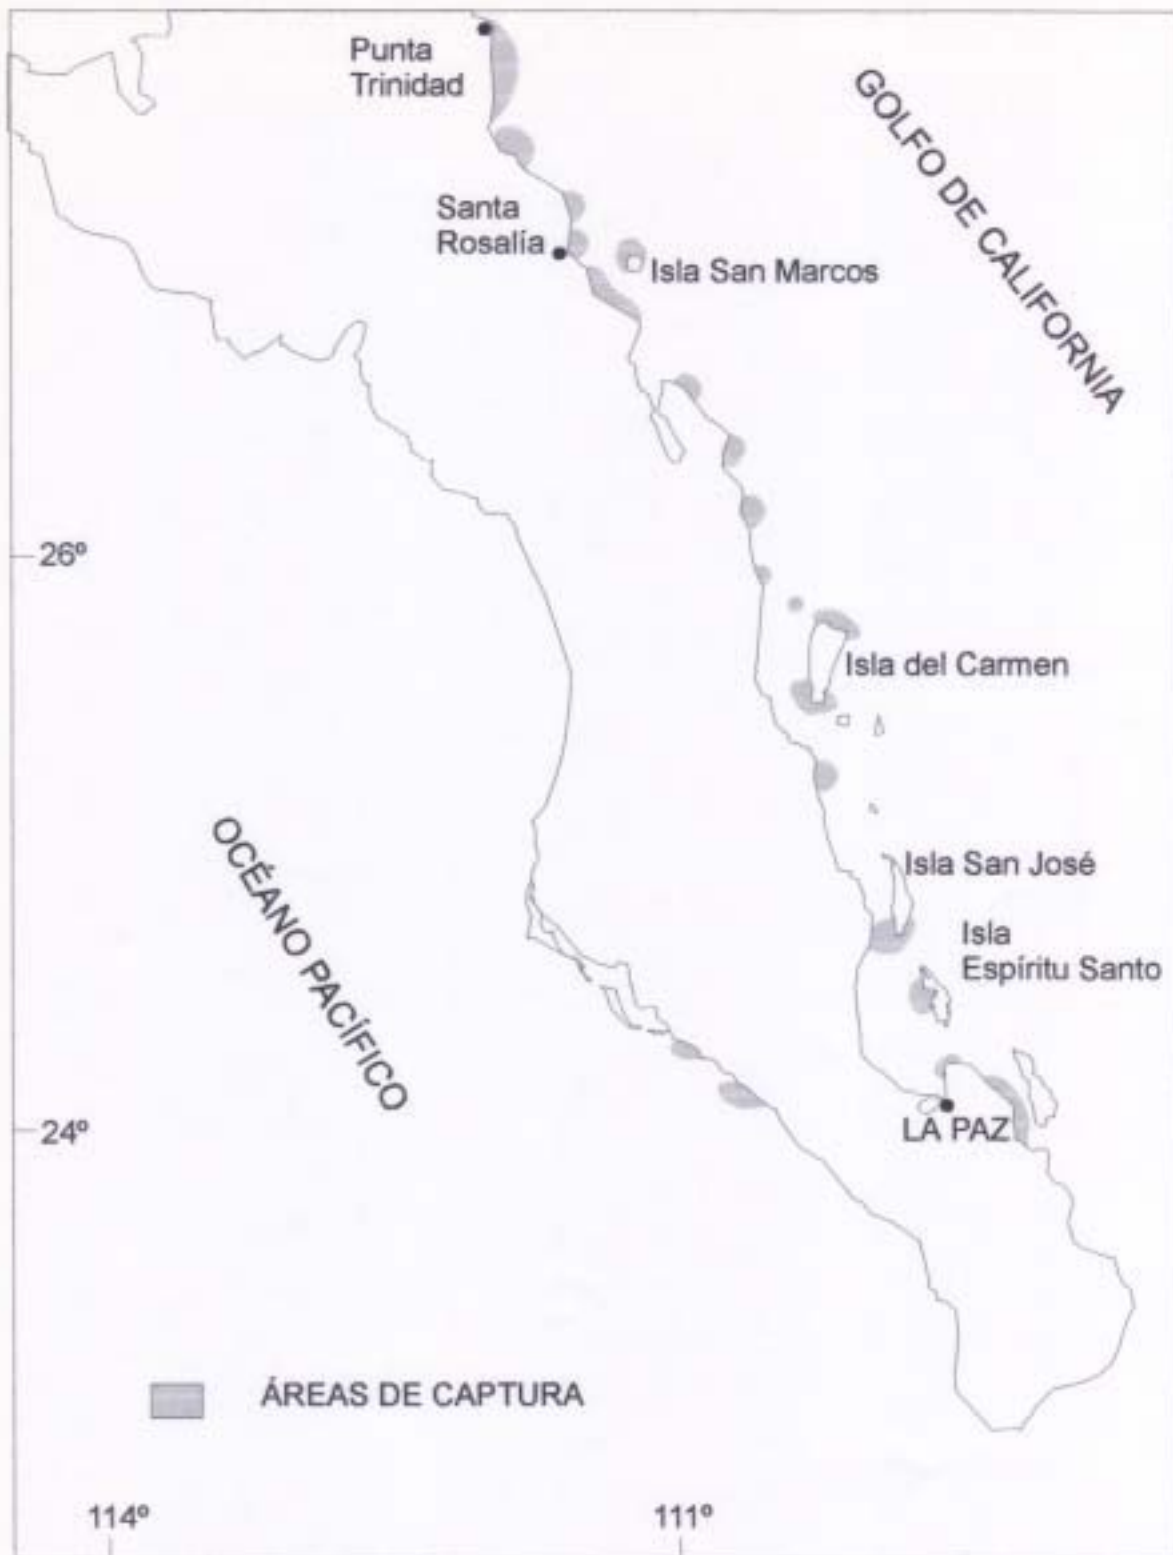 Punta
Trinidad
GOLFO DE CALIFORNIA
Santa
Rosalía
Isla San Marcos
26º
Isla del Carmen
OCÉANO PACÍFICO
Isla San José
Isla
Espíritu Santo
24º
LA PAZ
ÁREAS DE CAPTURA
114º
111º